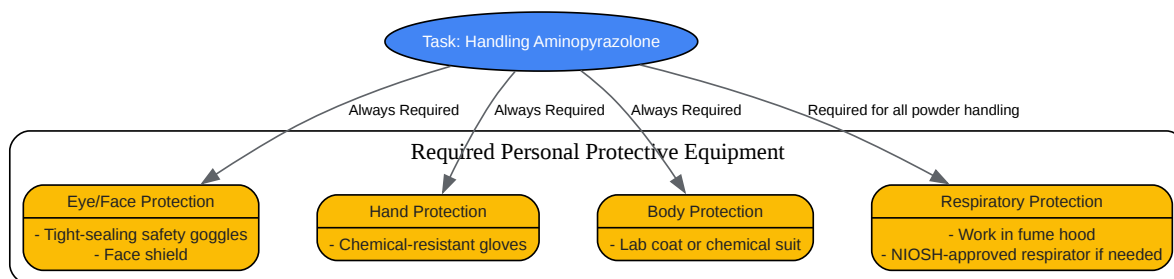 Task: Handling Aminopyrazolone
Always Required
Always Required
Always Required
Required for all powder handling
Required Personal Protective Equipment
Eye/Face Protection
- Tight-sealing safety goggles
- Face shield
Hand Protection
- Chemical-resistant gloves
Body Protection
- Lab coat or chemical suit
Respiratory Protection
- Work in fume hood
- NIOSH-approved respirator if needed